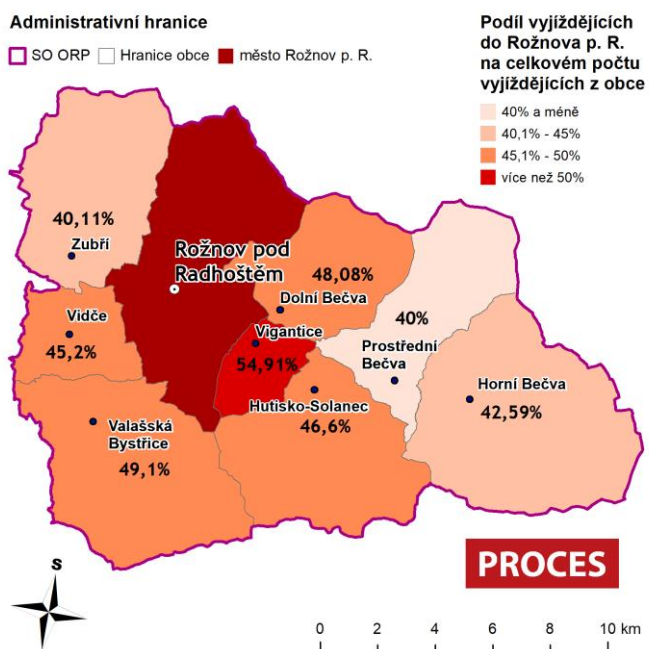 Administrativní hranice
SO ORP
Hranice obce
město Rožnov p. R.
Podíl vyjíždějících
do Rožnova p. R.
na celkovém počtu
vyjíždějících z obce
40% a méně
40,1% - 45%
45,1% - 50%
více než 50%
40,11%
Zubří
Rožnov pod
Radhoštěm
48,08%
Dolní Bečva
Vidče
45,2%
Vigantice
54,91%
40%
Prostřední
Bečva
Horní Bečva
42,59%
Hutisko-Solanec
46,6%
Valašská
Bystřice
49,1%
PROCES
S
0 2 4 6 8 10 km